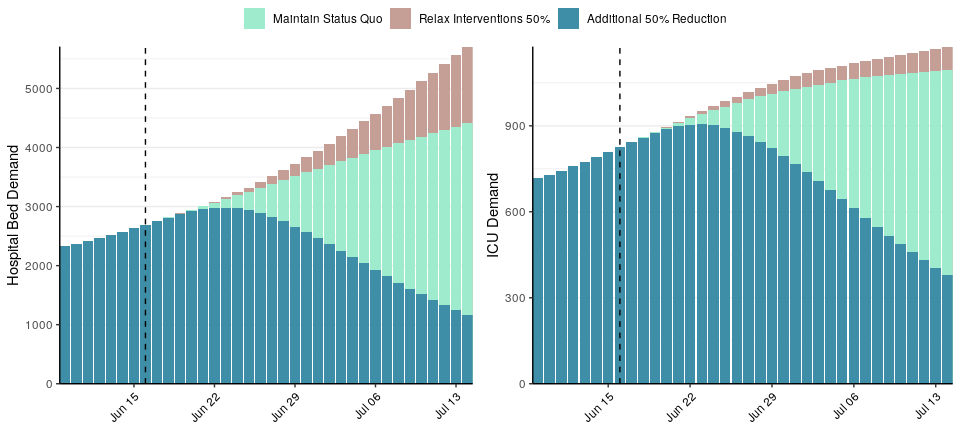 Maintain Status Quo Relax Interventions 50% Additional 50% Reduction
Hospital Bed Demand
5000
4000
3000
2000
1000
0
Jun 15 Jun 22 Jun 29 Jul 06 Jul 13
ICU Demand
900
600
300
0
Jun 15 Jun 22 Jun 29 Jul 06 Jul 13